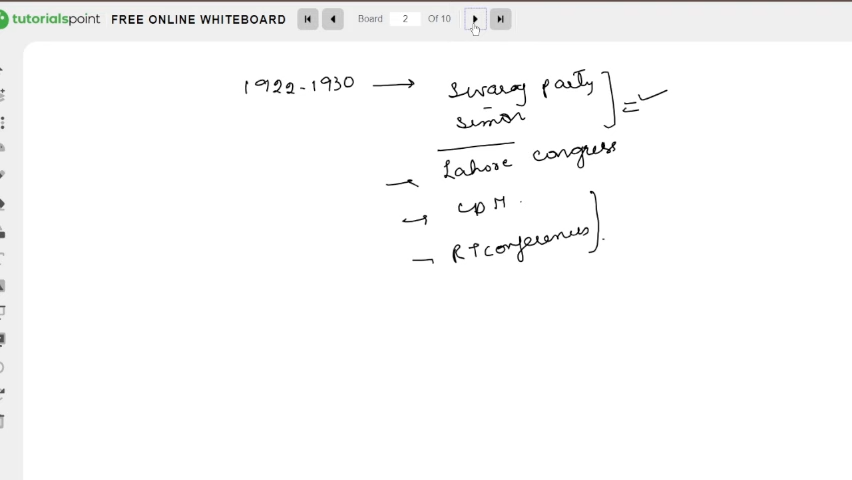 tutorialspoint FREE ONLINE WHITEBOARD Board 2 Of 10
1922-1930 → Swaraj Party
Simon
→ Lahore congress
→ CDM.
→ RTconferences